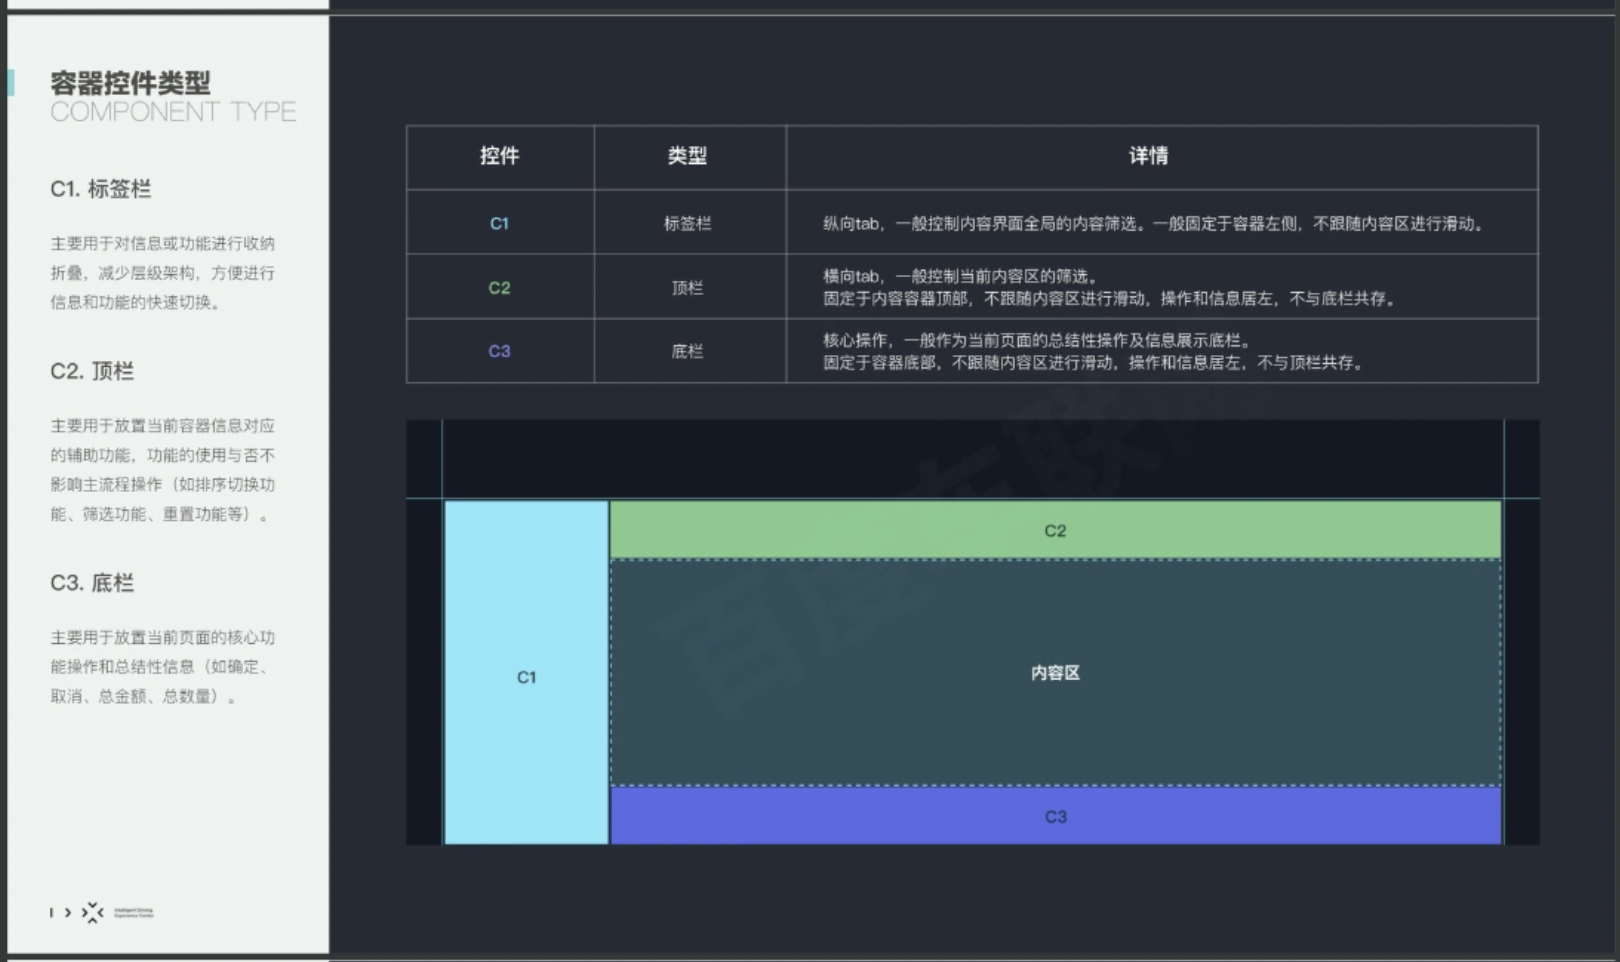 容器控件类型
COMPONENT TYPE
C1. 标签栏
主要用于对信息或功能进行收纳
折叠，减少层级架构，方便进行
信息和功能的快速切换。
C2. 顶栏
主要用于放置当前容器信息对应
的辅助功能，功能的使用与否不
影响主流程操作（如排序切换功
能、筛选功能、重置功能等）。
C3. 底栏
主要用于放置当前页面的核心功
能操作和总结性信息（如确定、
取消、总金额、总数量）。
Intelligent Driving
Experience Center
控件 类型 详情
C1 标签栏 纵向tab，一般控制内容界面全局的内容筛选。一般固定于容器左侧，不跟随内容区进行滑动。
C2 顶栏 横向tab，一般控制当前内容区的筛选。
固定于内容容器顶部，不跟随内容区进行滑动，操作和信息居左，不与底栏共存。
C3 底栏 核心操作，一般作为当前页面的总结性操作及信息展示底栏。
固定于容器底部，不跟随内容区进行滑动，操作和信息居左，不与顶栏共存。
C2
C1
内容区
C3